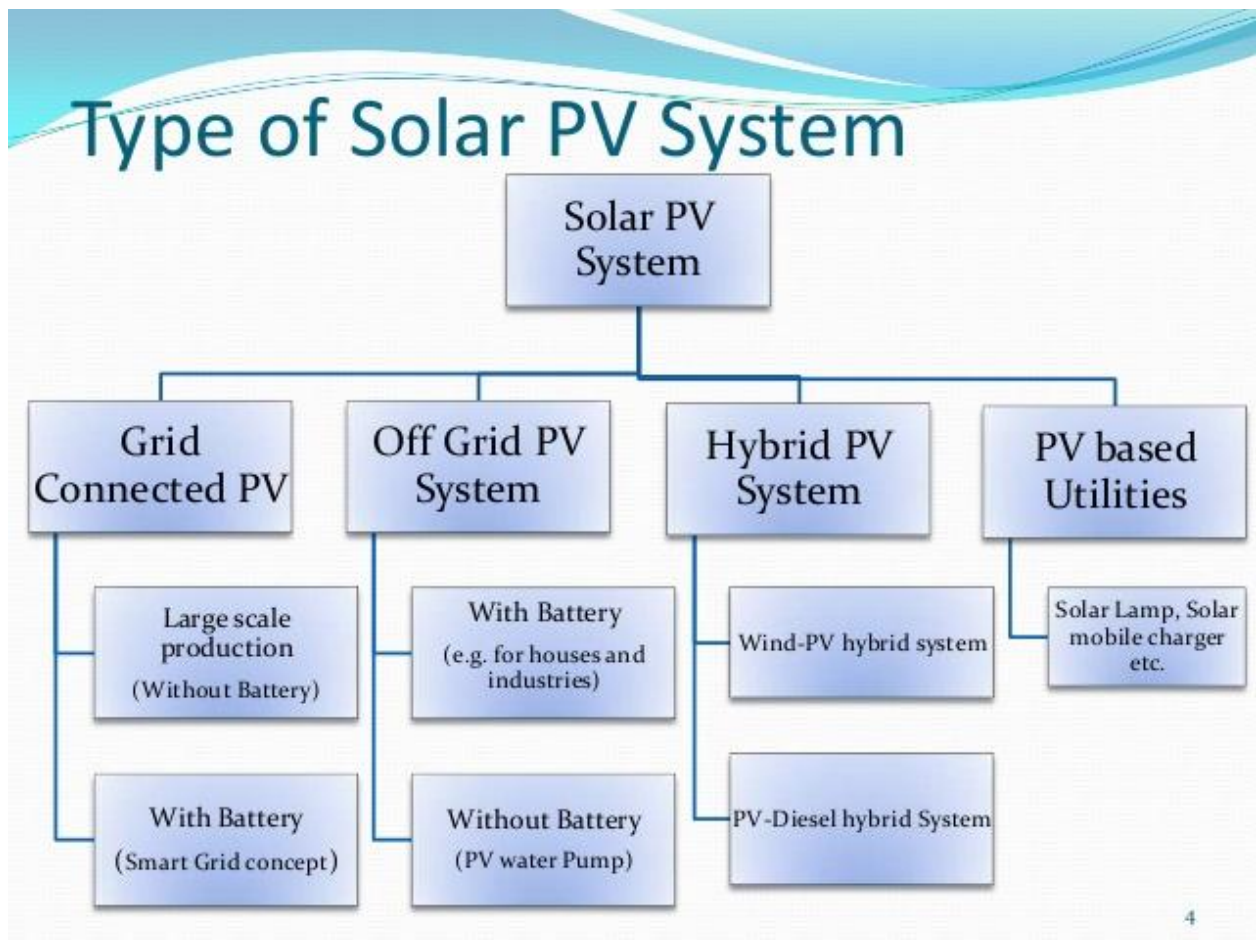 Type of Solar PV System
Solar PV
System
Grid
Connected PV
Large scale
production
(Without Battery)
With Battery
(Smart Grid concept)
Off Grid PV
System
With Battery
(e.g. for houses and
industries)
Without Battery
(PV water Pump)
Hybrid PV
System
Wind-PV hybrid system
PV-Diesel hybrid System
PV based
Utilities
Solar Lamp, Solar
mobile charger
etc.
4